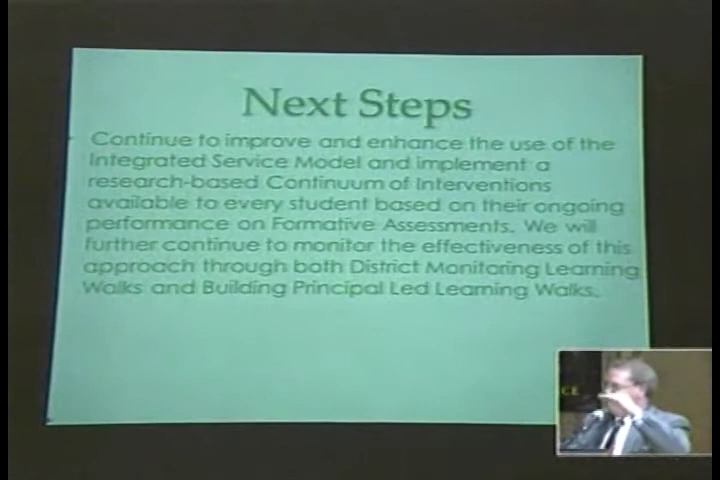 Next Steps
Continue to improve and enhance the use of the
Integrated Service Model and implement a
research-based Continuum of Interventions
available to every student based on their ongoing
performance on Formative Assessments. We will
further continue to monitor the effectiveness of this
approach through both District Monitoring Learning
Walks and Building Principal Led Learning Walks.
CE